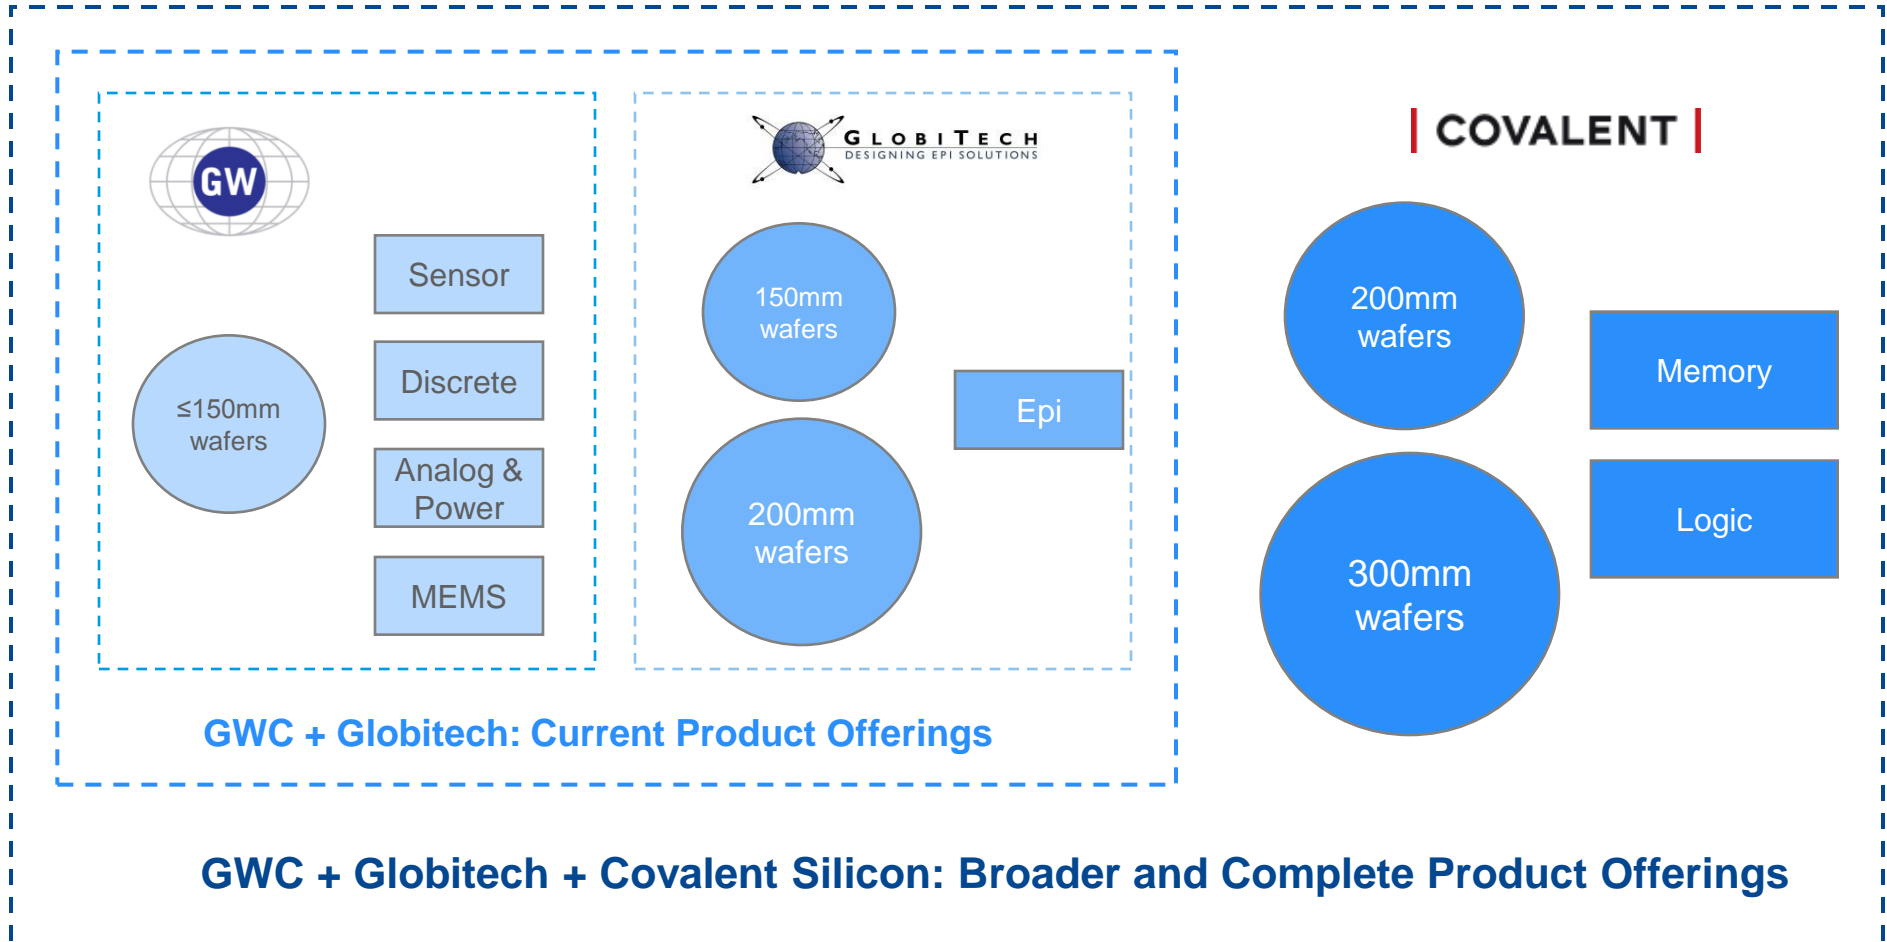 GW
Sensor
Discrete
Analog &
Power
MEMS
≤150mm
wafers
GLOBITECH
DESIGNING EPI SOLUTIONS
150mm
wafers
200mm
wafers
Epi
COVALENT
200mm
wafers
300mm
wafers
Memory
Logic
GWC + Globitech: Current Product Offerings
GWC + Globitech + Covalent Silicon: Broader and Complete Product Offerings